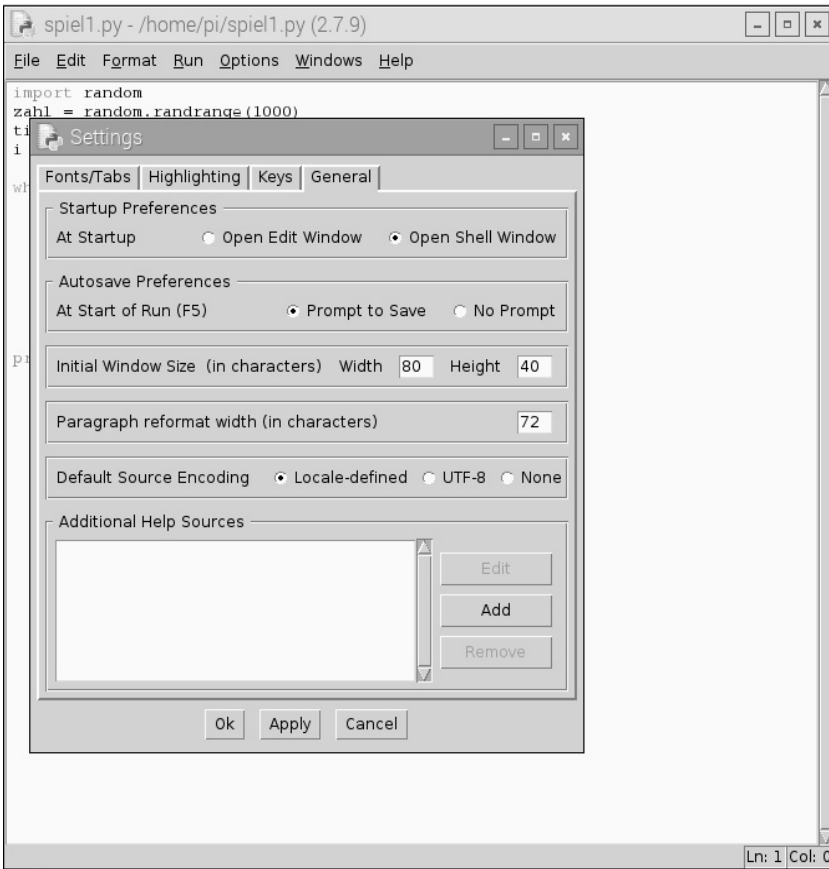 spiel1.py - /home/pi/spiel1.py (2.7.9)
File Edit Format Run Options Windows Help
import random
zahl = random.randrange(1000)
ti
i
wh
pr
Settings
Fonts/Tabs Highlighting Keys General
Startup Preferences
At Startup Open Edit Window Open Shell Window
Autosave Preferences
At Start of Run (F5) Prompt to Save No Prompt
Initial Window Size (in characters) Width 80 Height 40
Paragraph reformat width (in characters) 72
Default Source Encoding Locale-defined UTF-8 None
Additional Help Sources
Edit
Add
Remove
Ok Apply Cancel
Ln: 1 Col: 0